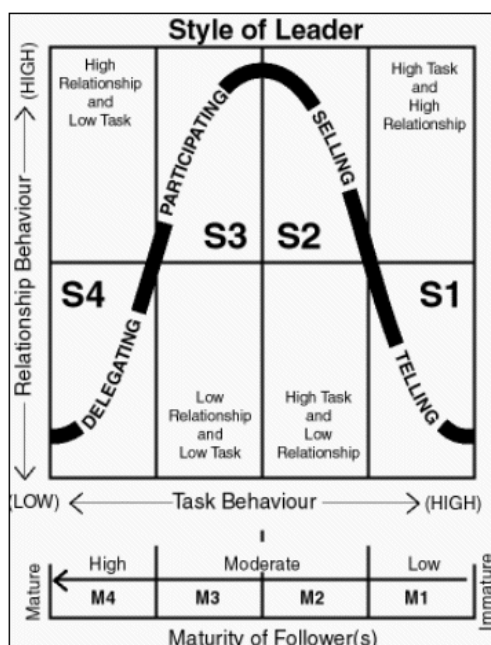 Style of Leader
(HIGH)
Relationship Behaviour
High
Relationship
and
Low Task
High Task
and
High
Relationship
PARTICIPATING
SELLING
S3
S2
S4
S1
DELEGATING
TELLING
Low
Relationship
and
Low Task
High Task
and
Low
Relationship
(LOW)
Task Behaviour
(HIGH)
Mature
High
Moderate
Low
Immature
M4
M3
M2
M1
Maturity of Follower(s)